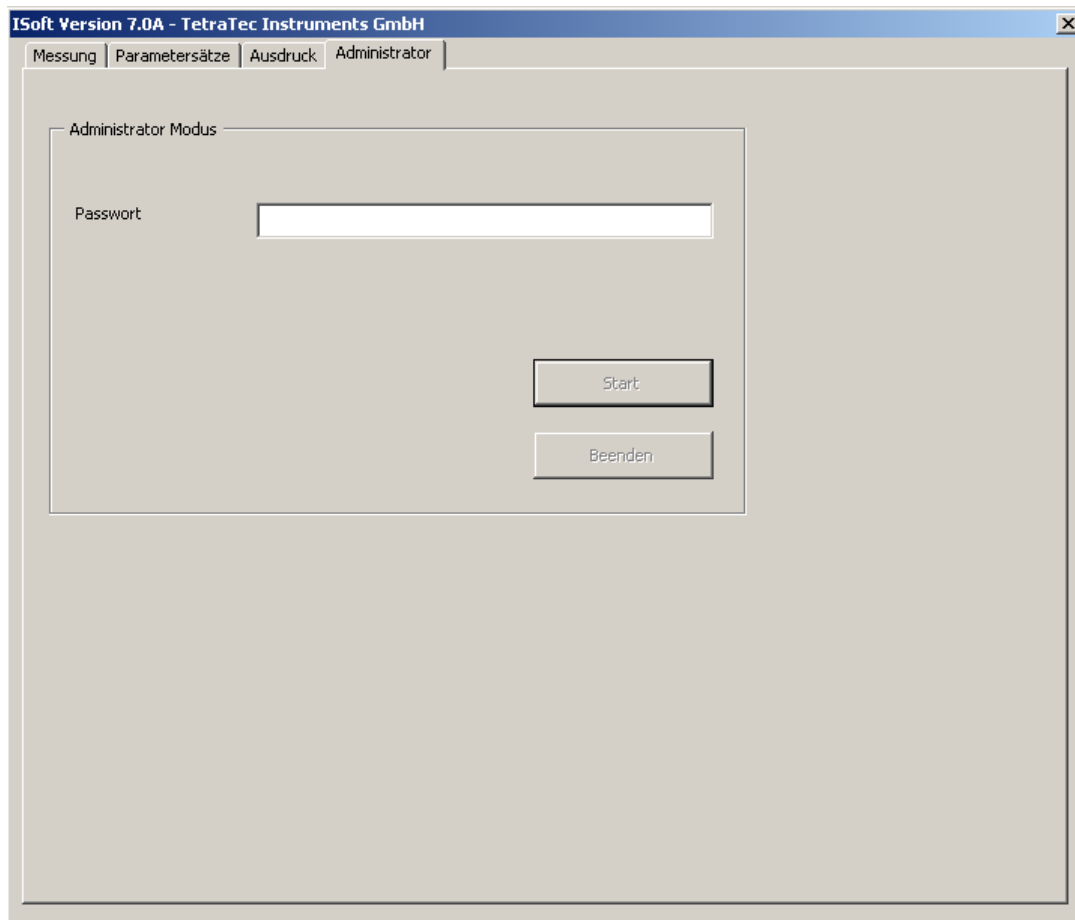 ISoft Version 7.0A - TetraTec Instruments GmbH
Messung Parametersätze Ausdruck Administrator
Administrator Modus
Passwort
Start
Beenden